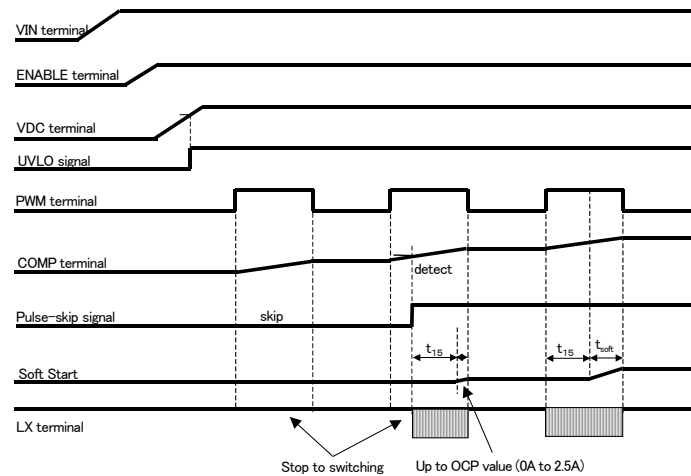 VIN terminal
ENABLE terminal
VDC terminal
UVLO signal
PWM terminal
COMP terminal
detect
Pulse-skip signal
skip
t15
t15
tsoft
Soft Start
LX terminal
Stop to switching
Up to OCP value (0A to 2.5A)